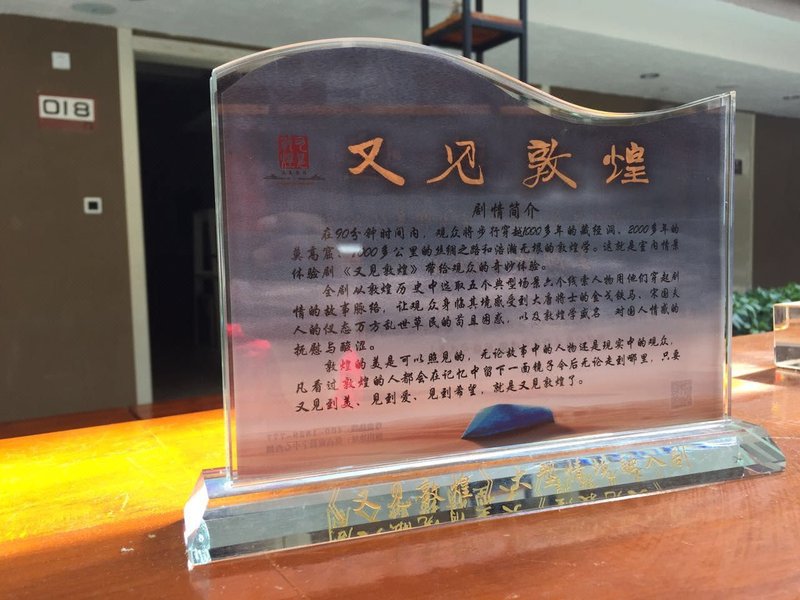 018
又见敦煌
剧情简介
在90分钟时间内，观众将步行穿越1000多年的藏经洞、2000多年的
莫高窟、7000多公里的丝绸之路和浩瀚无垠的敦煌学。这就是室内情景
体验剧《又见敦煌》带给观众的奇妙体验。
全剧从敦煌历史中选取五个典型场景六个线索人物用他们穿起剧
情的故事脉络，让观众身临其境感受到大唐将士的金戈铁马、宋国夫
人的仪态万方乱世草民的苟且困惑，以及敦煌学成名 对国人情感的
抚慰与酸涩。
敦煌的美是可以照见的，无论故事中的人物还是现实中的观众，
凡看过敦煌的人都会在记忆中留下一面镜子今后无论走到哪里，只要
又见到美、见到爱、见到希望，就是又见敦煌了。